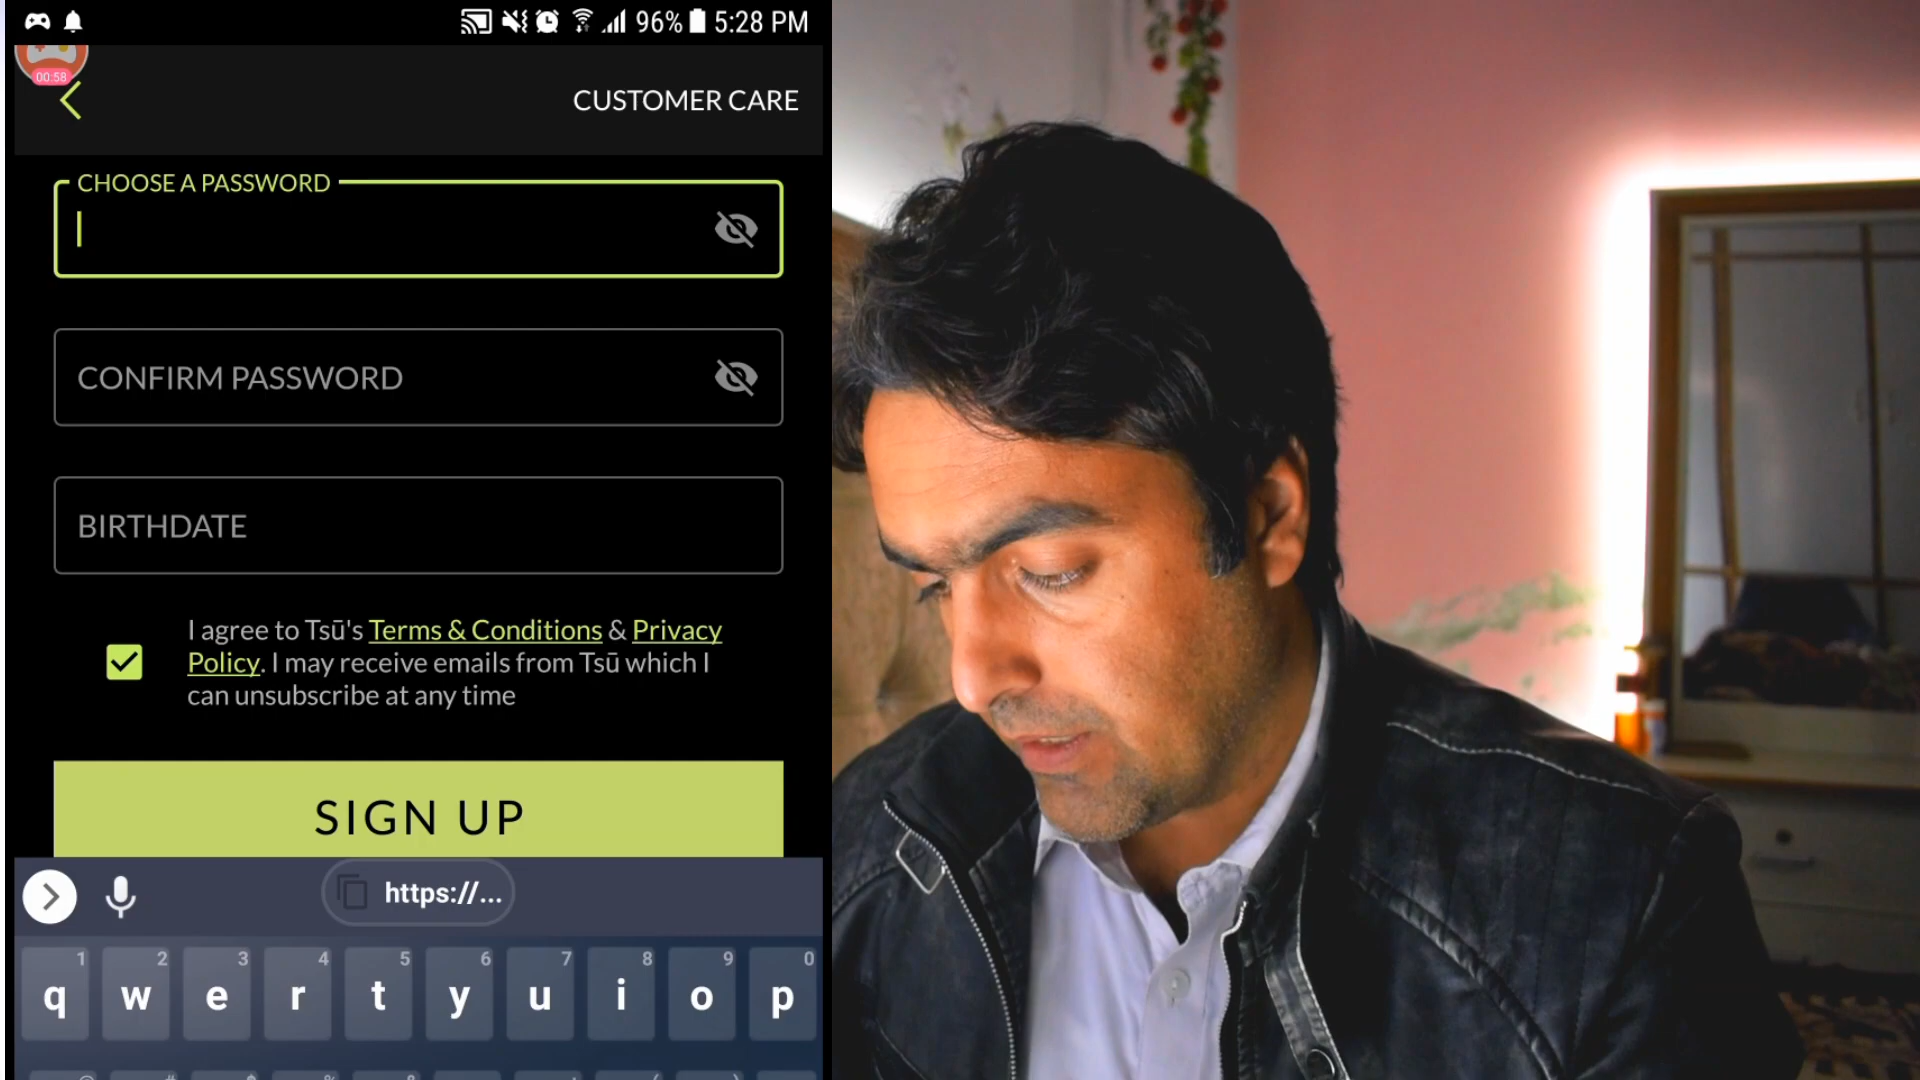 96% 5:28 PM
00:58
CUSTOMER CARE
CHOOSE A PASSWORD
CONFIRM PASSWORD
BIRTHDATE
I agree to Tsū's Terms & Conditions & Privacy
Policy. I may receive emails from Tsū which I
can unsubscribe at any time
SIGN UP
https://...
1 2 3 4 5 6 7 8 9 0
q w e r t y u i o p